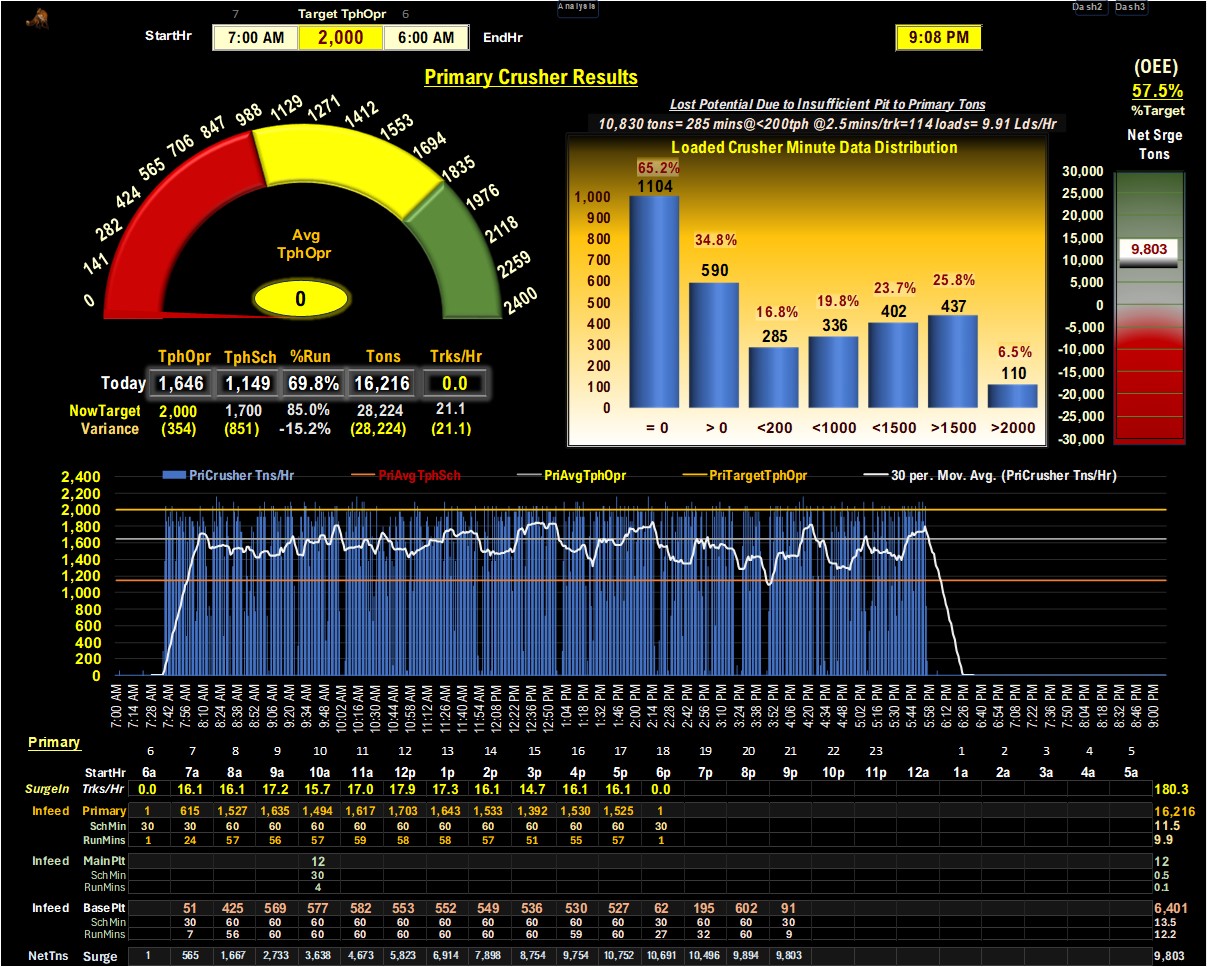 Analysis
Dash2 Dash3
7 Target TphOpr 6
StartHr 7:00 AM 2,000 6:00 AM EndHr
9:08 PM
Primary Crusher Results
(OEE)
57.5%
%Target
Net Srge
Tons
Lost Potential Due to Insufficient Pit to Primary Tons
10,830 tons= 285 mins@<200tph @2.5mins/trk=114 loads= 9.91 Lds/Hr
0 141 282 424 565 706 847 988 1129 1271 1412 1553 1694 1835 1976 2118 2259 2400
Avg
TphOpr
0
Loaded Crusher Minute Data Distribution
1,000
900
800
700
600
500
400
300
200
100
0
65.2% 34.8% 16.8% 19.8% 23.7% 25.8% 6.5%
1104 590 285 336 402 437 110
= 0 > 0 <200 <1000 <1500 >1500 >2000
30,000
25,000
20,000
15,000
10,000
5,000
0
-5,000
-10,000
-15,000
-20,000
-25,000
-30,000
9,803
TphOpr TphSch %Run Tons Trks/Hr
Today 1,646 1,149 69.8% 16,216 0.0
NowTarget 2,000 1,700 85.0% 28,224 21.1
Variance (354) (851) -15.2% (28,224) (21.1)
PriCrusher Tns/Hr PriAvgTphSch PriAvgTphOpr PriTargetTphOpr 30 per. Mov. Avg. (PriCrusher Tns/Hr)
2,400
2,200
2,000
1,800
1,600
1,400
1,200
1,000
800
600
400
200
0
7:00 AM 7:14 AM 7:28 AM 7:42 AM 7:56 AM 8:10 AM 8:24 AM 8:38 AM 8:52 AM 9:06 AM 9:20 AM 9:34 AM 9:48 AM 10:02 AM 10:16 AM 10:30 AM 10:44 AM 10:58 AM 11:12 AM 11:26 AM 11:40 AM 11:54 AM 12:08 PM 12:22 PM 12:36 PM 12:50 PM 1:04 PM 1:18 PM 1:32 PM 1:46 PM 2:00 PM 2:14 PM 2:28 PM 2:42 PM 2:56 PM 3:10 PM 3:24 PM 3:38 PM 3:52 PM 4:06 PM 4:20 PM 4:34 PM 4:48 PM 5:02 PM 5:16 PM 5:30 PM 5:44 PM 5:58 PM 6:12 PM 6:26 PM 6:40 PM 6:54 PM 7:08 PM 7:22 PM 7:36 PM 7:50 PM 8:04 PM 8:18 PM 8:32 PM 8:46 PM 9:00 PM
Primary
6 7 8 9 10 11 12 13 14 15 16 17 18 19 20 21 22 23 1 2 3 4 5
StartHr 6a 7a 8a 9a 10a 11a 12p 1p 2p 3p 4p 5p 6p 7p 8p 9p 10p 11p 12a 1a 2a 3a 4a 5a
SurgeIn Trks/Hr 0.0 16.1 16.1 17.2 15.7 17.0 17.9 17.3 16.1 14.7 16.1 16.1 0.0 180.3
Infeed Primary 1 615 1,527 1,635 1,494 1,617 1,703 1,643 1,533 1,392 1,530 1,525 1 16,216
SchMin 30 30 60 60 60 60 60 60 60 60 60 60 30 11.5
RunMins 1 24 57 56 57 59 58 58 57 51 55 57 1 9.9
Infeed MainPlt 12 12
SchMin 30 0.5
RunMins 4 0.1
Infeed BasePlt 51 425 569 577 582 553 552 549 536 530 527 62 195 602 91 6,401
SchMin 30 60 60 60 60 60 60 60 60 60 60 30 60 60 30 13.5
RunMins 7 56 60 60 60 60 60 60 60 59 60 27 32 60 9 12.2
NetTns Surge 1 565 1,667 2,733 3,638 4,673 5,823 6,914 7,898 8,754 9,754 10,752 10,691 10,496 9,894 9,803 9,803